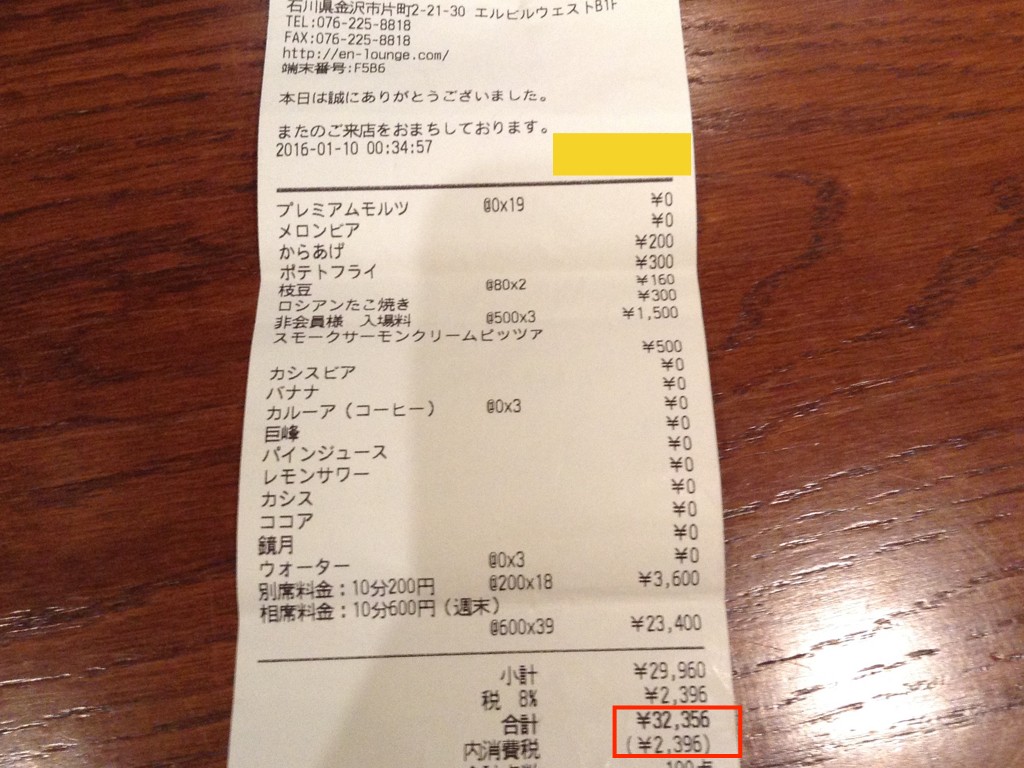 石川県金沢市片町2-21-30 エルビルウエストB1F
TEL:076-225-8818
FAX:076-225-8818
http://en-lounge.com/
端末番号:F5B6
本日は誠にありがとうございました。
またのご来店をおまちしております。
2016-01-10 00:34:57
プレミアムモルツ @0x19 ¥0
メロンビア ¥0
からあげ ¥200
ポテトフライ ¥300
枝豆 @80x2 ¥160
ロシアンたこ焼き ¥300
非会員様 入場料 @500x3 ¥1,500
スモークサーモンクリームピッツア
¥500
カシスビア ¥0
バナナ ¥0
カルーア(コーヒー) @0x3 ¥0
巨峰 ¥0
パインジュース ¥0
レモンサワー ¥0
カシス ¥0
ココア ¥0
鏡月 ¥0
ウォーター @0x3 ¥0
別席料金:10分200円 @200x18 ¥3,600
相席料金:10分600円(週末)
@600x39 ¥23,400
小計 ¥29,960
税 8% ¥2,396
合計 ¥32,356
内消費税 (¥2,396)